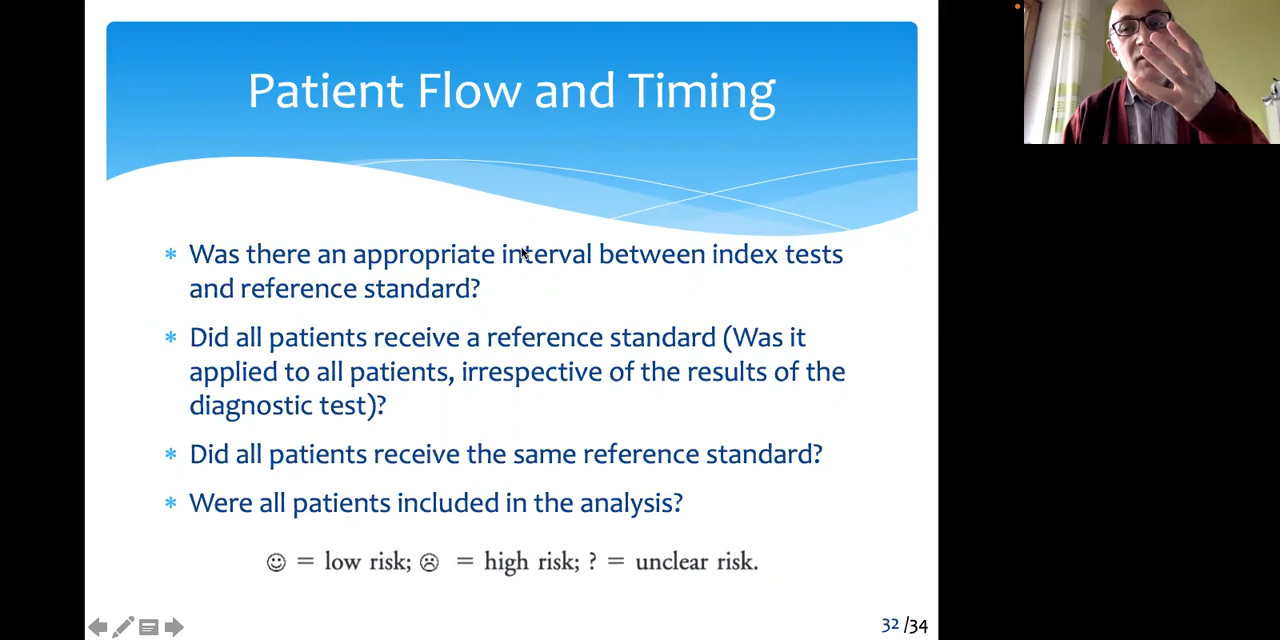 Patient Flow and Timing
* Was there an appropriate interval between index tests
and reference standard?
* Did all patients receive a reference standard (Was it
applied to all patients, irrespective of the results of the
diagnostic test)?
* Did all patients receive the same reference standard?
* Were all patients included in the analysis?
☺ = low risk; ☹ = high risk; ? = unclear risk.
32 /34